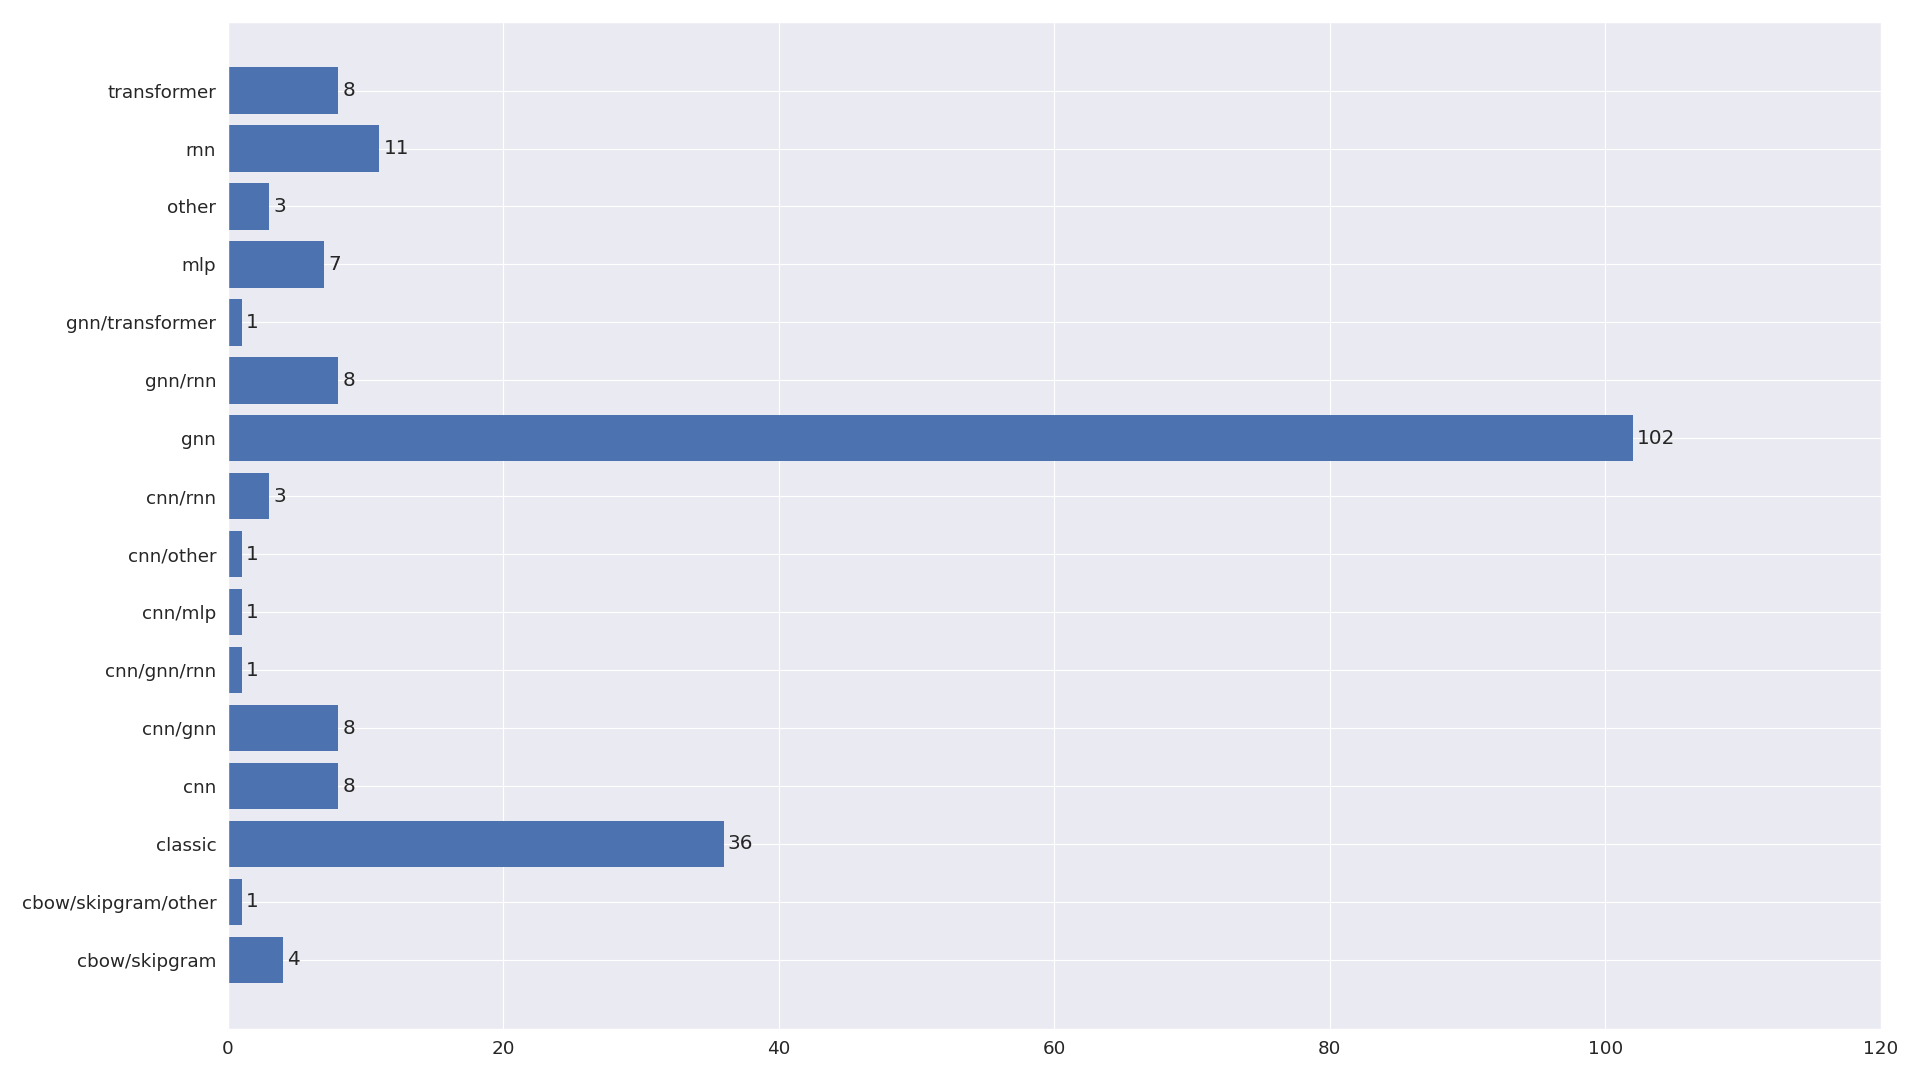 transformer 8
rnn 11
other 3
mlp 7
gnn/transformer 1
gnn/rnn 8
gnn 102
cnn/rnn 3
cnn/other 1
cnn/mlp 1
cnn/gnn/rnn 1
cnn/gnn 8
cnn 8
classic 36
cbow/skipgram/other 1
cbow/skipgram 4
0 20 40 60 80 100 120